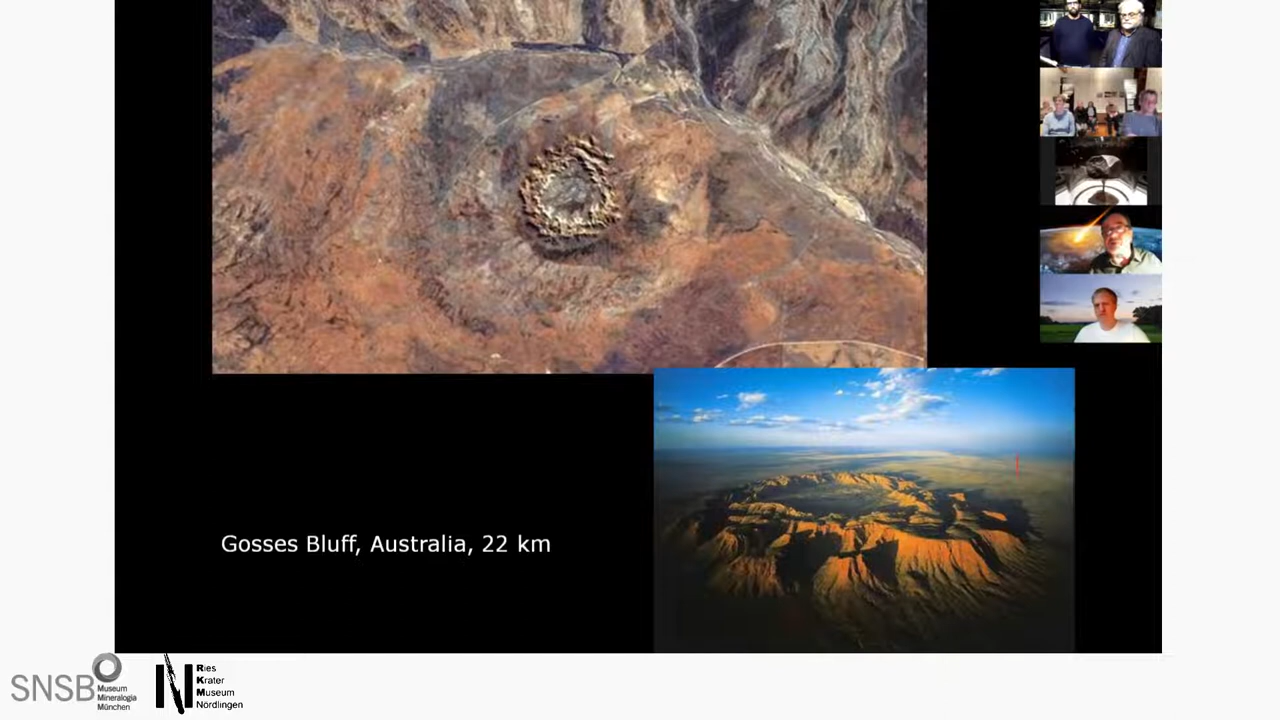 Gosses Bluff, Australia, 22 km
SNSB
Museum
Mineralogia
München
N
Ries
Krater
Museum
Nördlingen